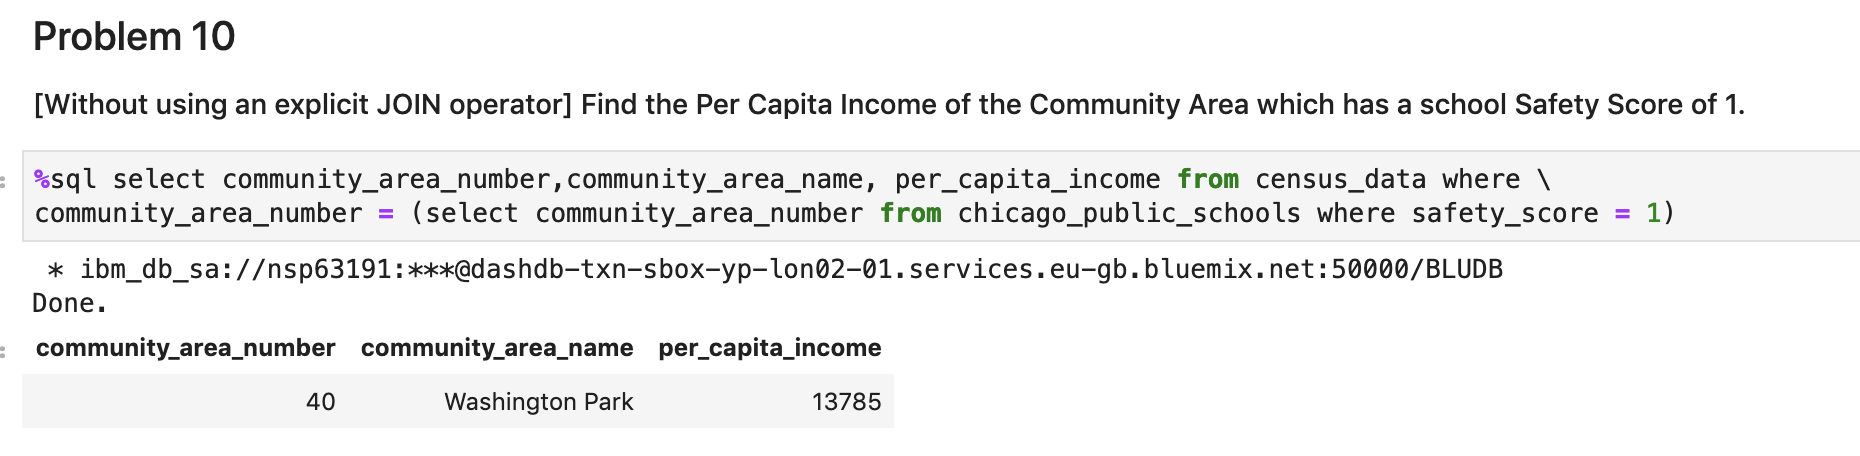 Problem 10
[Without using an explicit JOIN operator] Find the Per Capita Income of the Community Area which has a school Safety Score of 1.
%sql select community_area_number,community_area_name, per_capita_income from census_data where \
community_area_number = (select community_area_number from chicago_public_schools where safety_score = 1)
* ibm_db_sa://nsp63191:***@dashdb-txn-sbox-yp-lon02-01.services.eu-gb.bluemix.net:50000/BLUDB
Done.
community_area_number community_area_name per_capita_income
40 Washington Park 13785